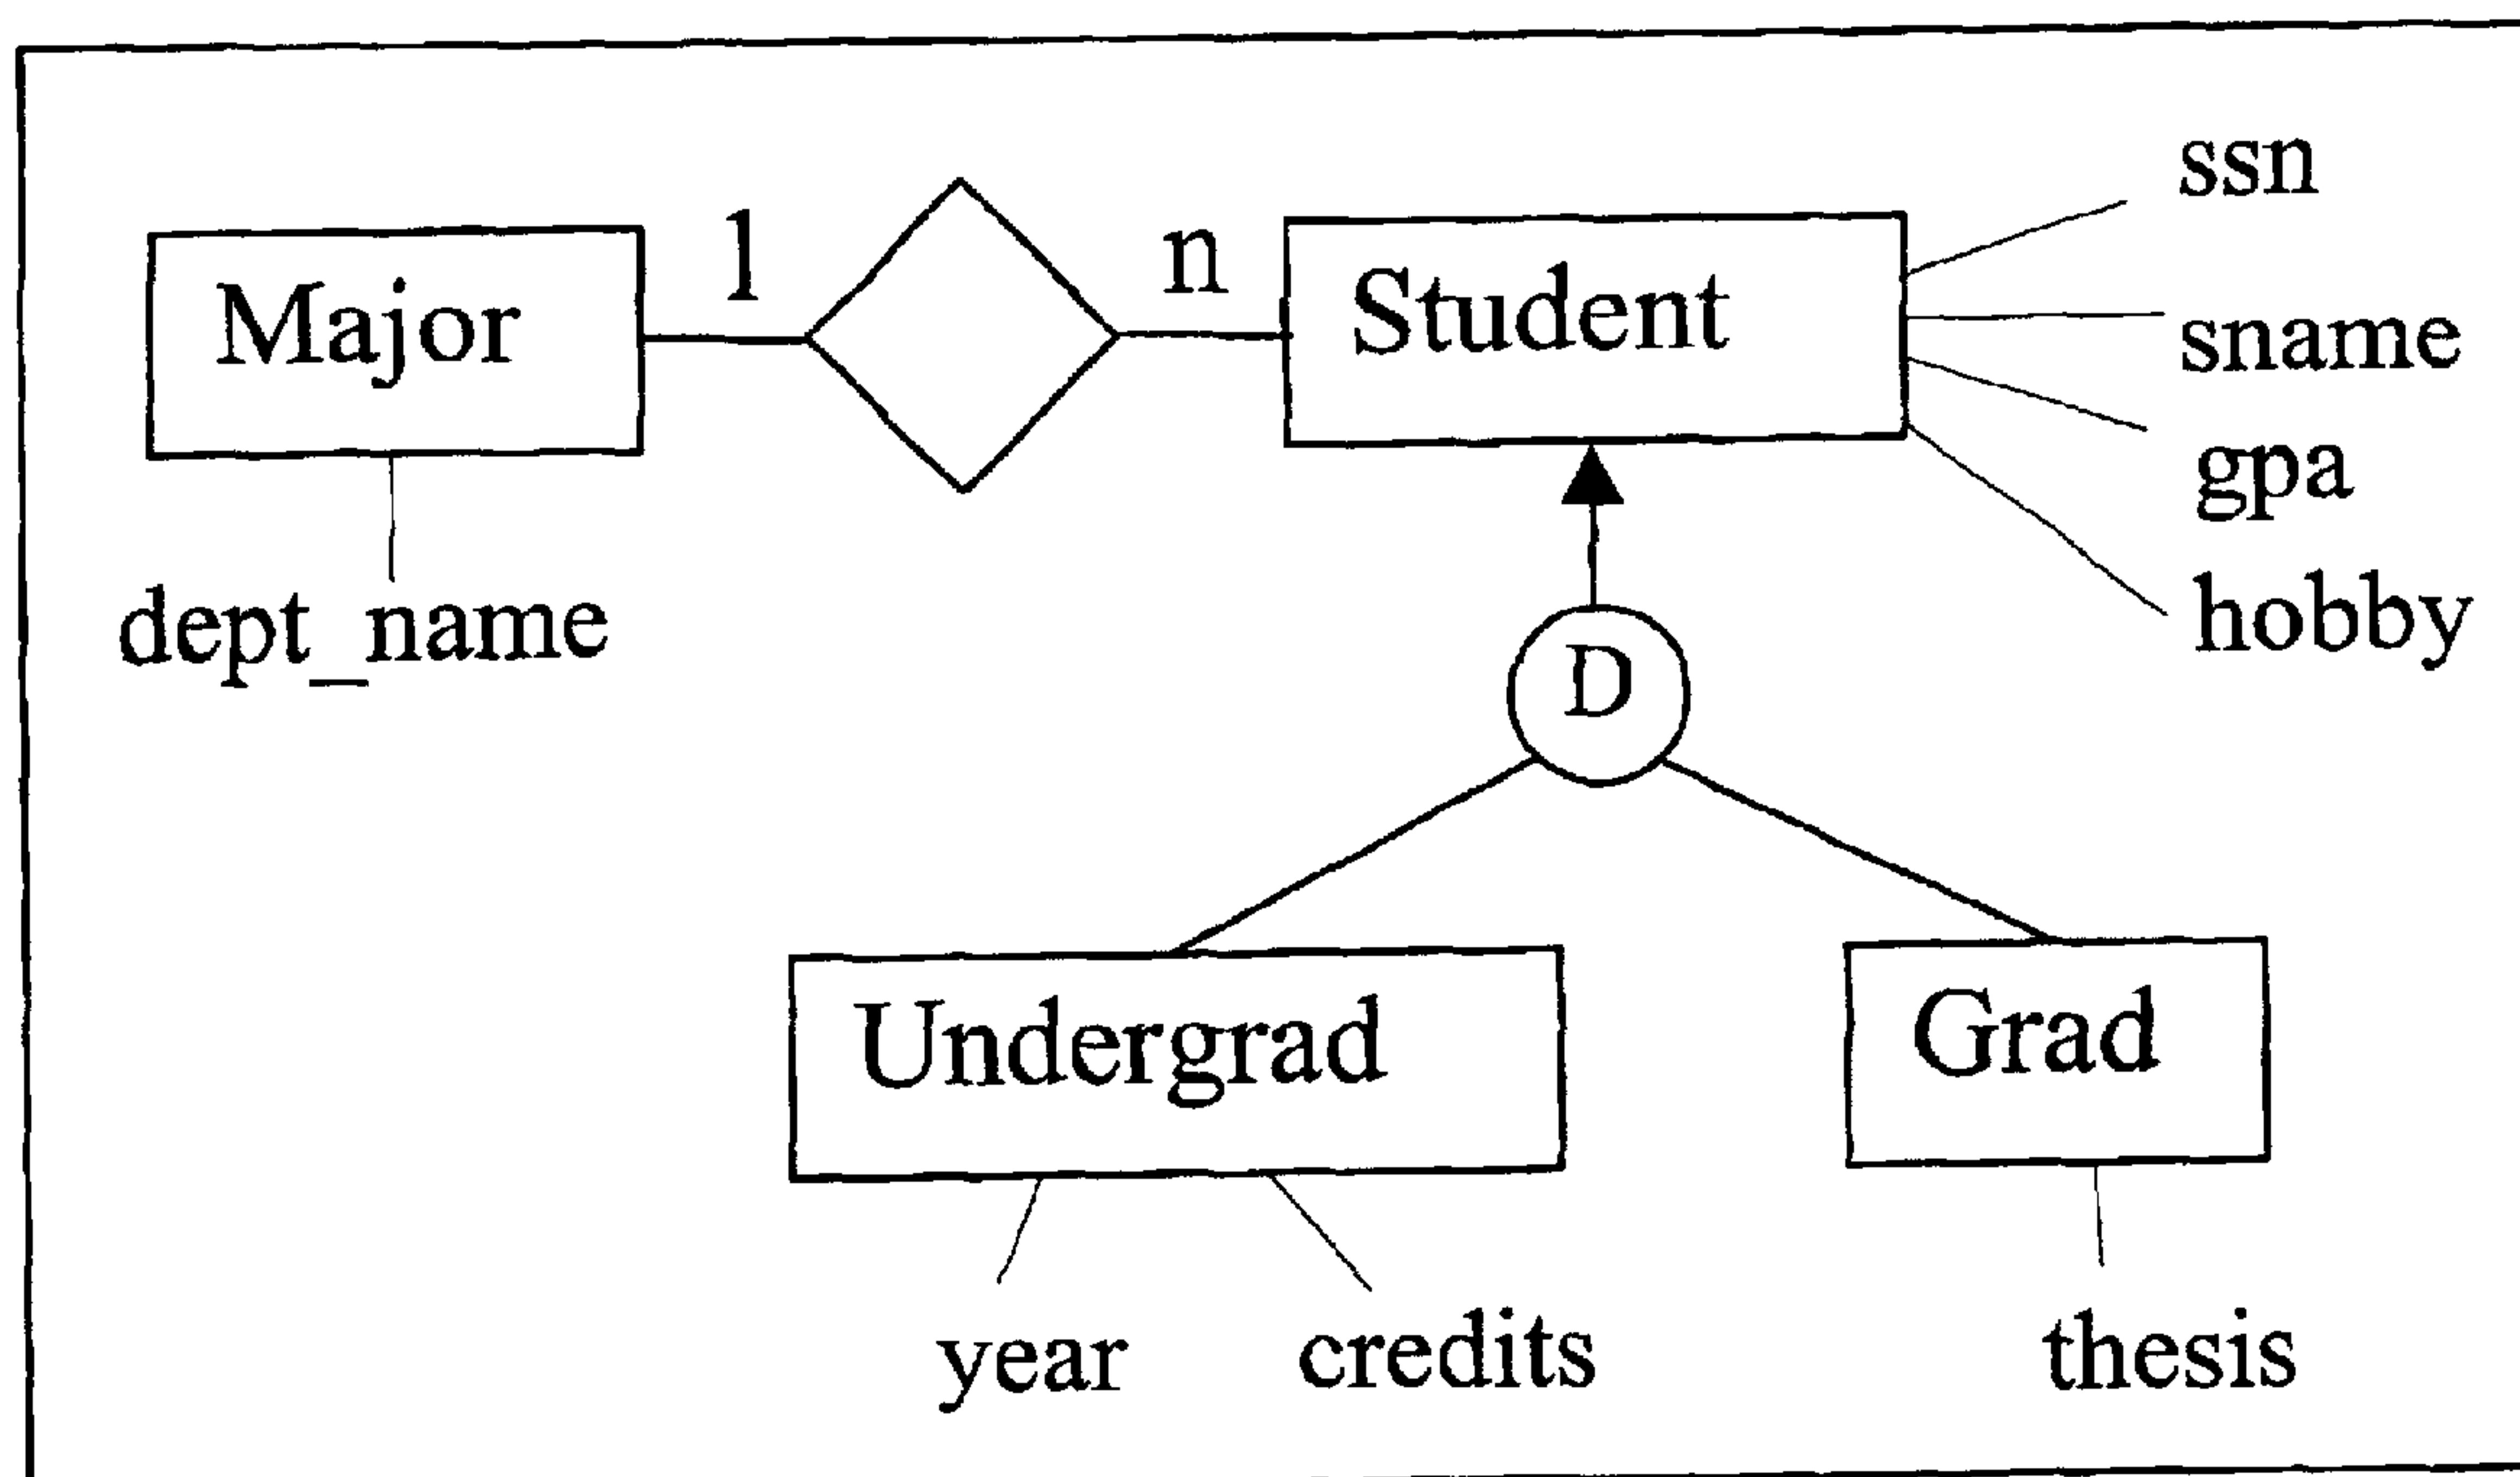 ssn
1
n
Major
Student
sname
gpa
dept_name
hobby
D
Undergrad
Grad
year
credits
thesis